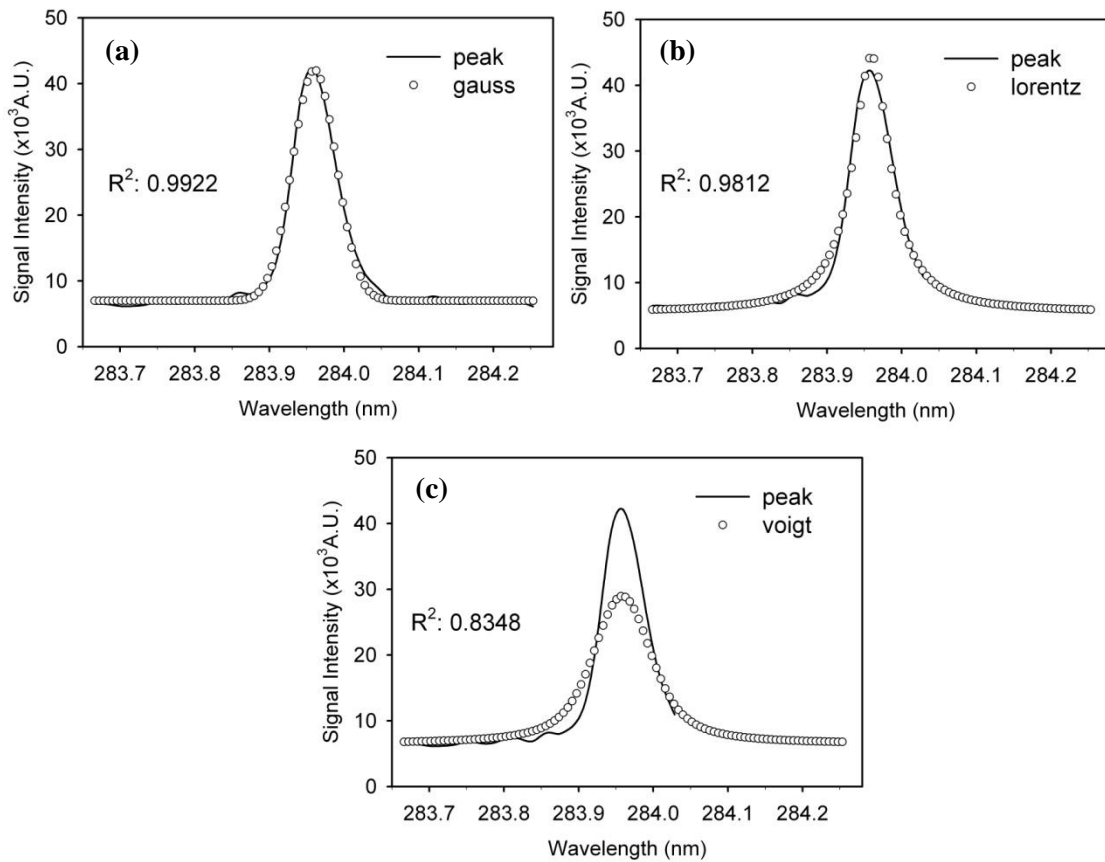 (a)
peak
gauss
R²: 0.9922
Signal Intensity (x10³A.U.)
50
40
30
20
10
0
283.7 283.8 283.9 284.0 284.1 284.2
Wavelength (nm)
(b)
peak
lorentz
R²: 0.9812
Signal Intensity (x10³A.U.)
50
40
30
20
10
0
283.7 283.8 283.9 284.0 284.1 284.2
Wavelength (nm)
(c)
peak
voigt
R²: 0.8348
Signal Intensity (x10³A.U.)
50
40
30
20
10
0
283.7 283.8 283.9 284.0 284.1 284.2
Wavelength (nm)